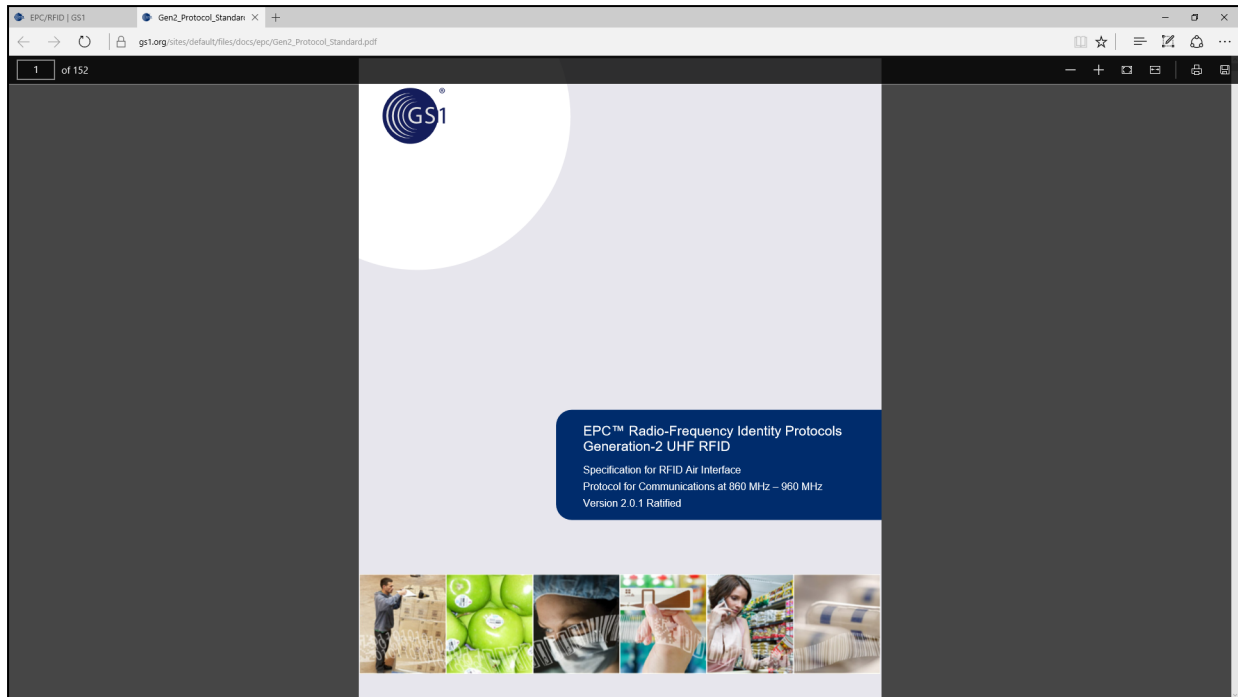 EPC/RFID | GS1
Gen2_Protocol_Standar
gs1.org/sites/default/files/docs/epc/Gen2_Protocol_Standard.pdf
1 of 152
GS1®
EPC™ Radio-Frequency Identity Protocols
Generation-2 UHF RFID
Specification for RFID Air Interface
Protocol for Communications at 860 MHz – 960 MHz
Version 2.0.1 Ratified